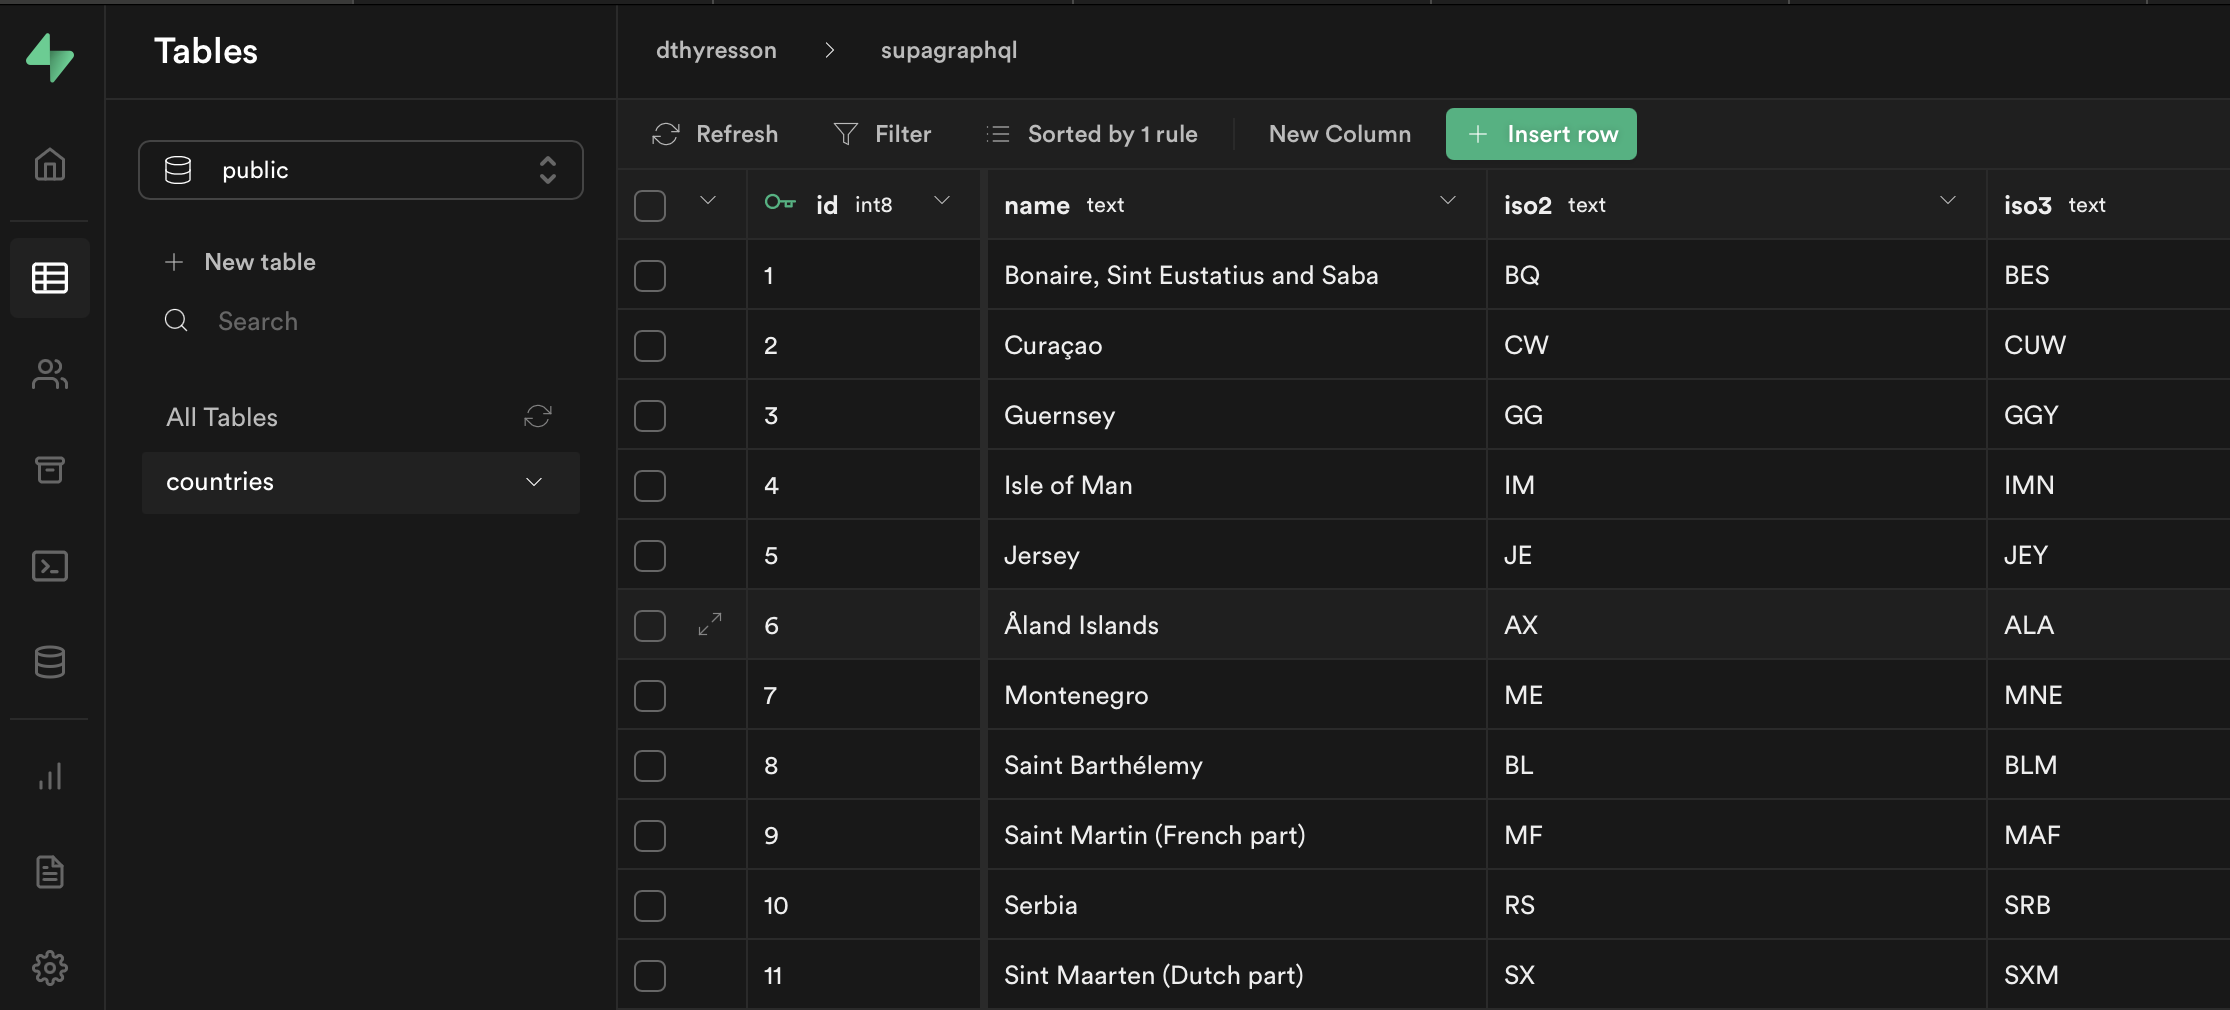 Tables
dthyresson > supagraphql
public
New table
Search
All Tables
countries
Refresh Filter Sorted by 1 rule New Column + Insert row
id int8 name text iso2 text iso3 text
1 Bonaire, Sint Eustatius and Saba BQ BES
2 Curaçao CW CUW
3 Guernsey GG GGY
4 Isle of Man IM IMN
5 Jersey JE JEY
6 Åland Islands AX ALA
7 Montenegro ME MNE
8 Saint Barthélemy BL BLM
9 Saint Martin (French part) MF MAF
10 Serbia RS SRB
11 Sint Maarten (Dutch part) SX SXM